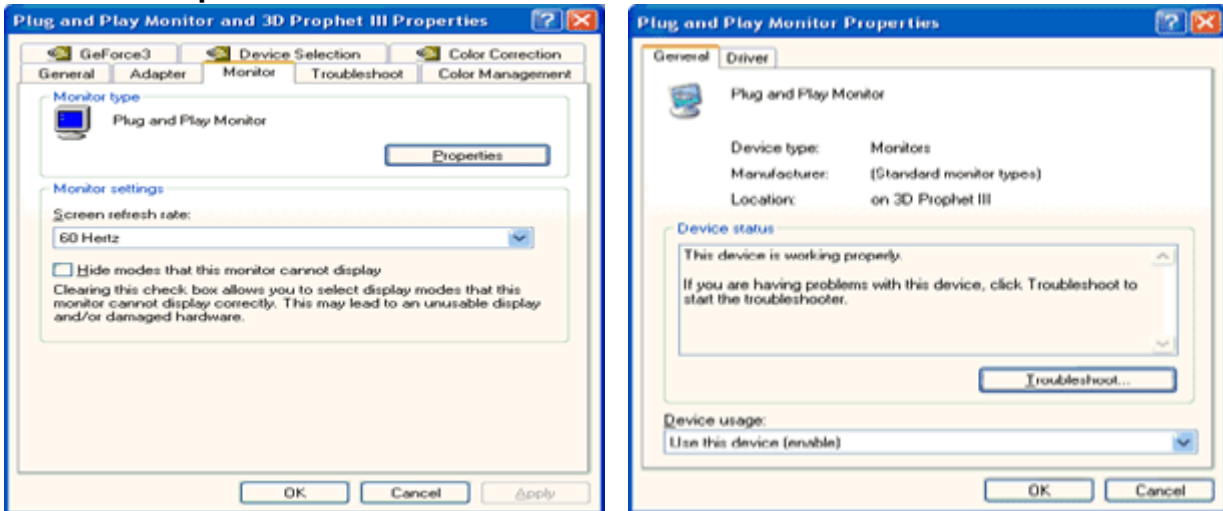 Plug and Play Monitor and 3D Prophet III Properties
GeForce3 Device Selection Color Correction
General Adapter Monitor Troubleshoot Color Management
Monitor type
Plug and Play Monitor
Properties
Monitor settings
Screen refresh rate:
60 Hertz
Hide modes that this monitor cannot display
Clearing this check box allows you to select display modes that this
monitor cannot display correctly. This may lead to an unusable display
and/or damaged hardware.
OK Cancel Apply
Plug and Play Monitor Properties
General Driver
Plug and Play Monitor
Device type: Monitors
Manufacturer: (Standard monitor types)
Location: on 3D Prophet III
Device status
This device is working properly.
If you are having problems with this device, click Troubleshoot to
start the troubleshooter.
Troubleshoot...
Device usage:
Use this device (enable)
OK Cancel